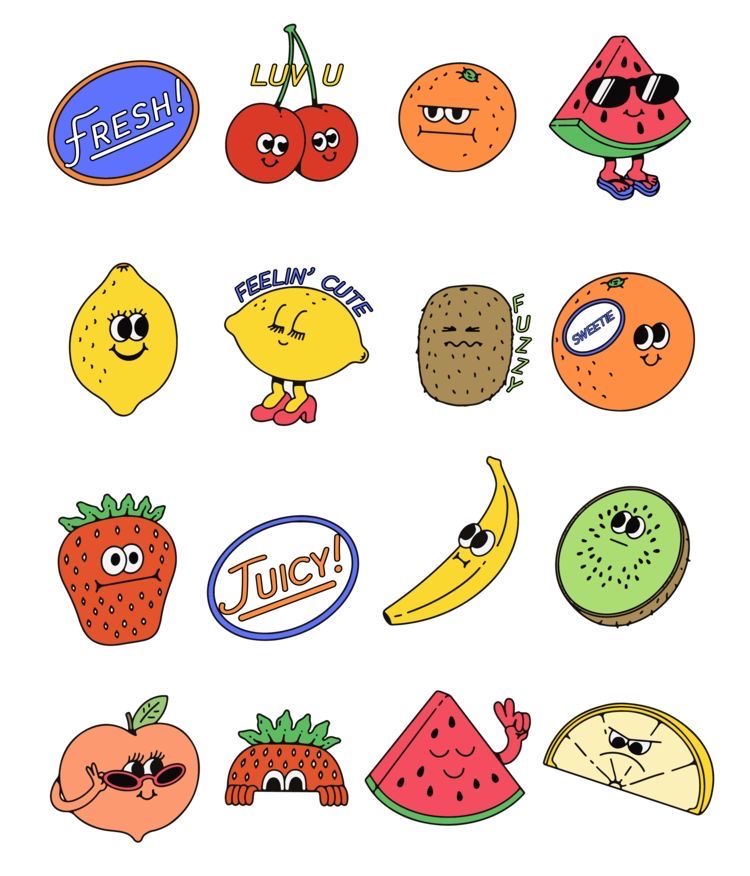 FRESH!
LUV U
FEELIN' CUTE
FUZZY
SWEETIE
JUICY!